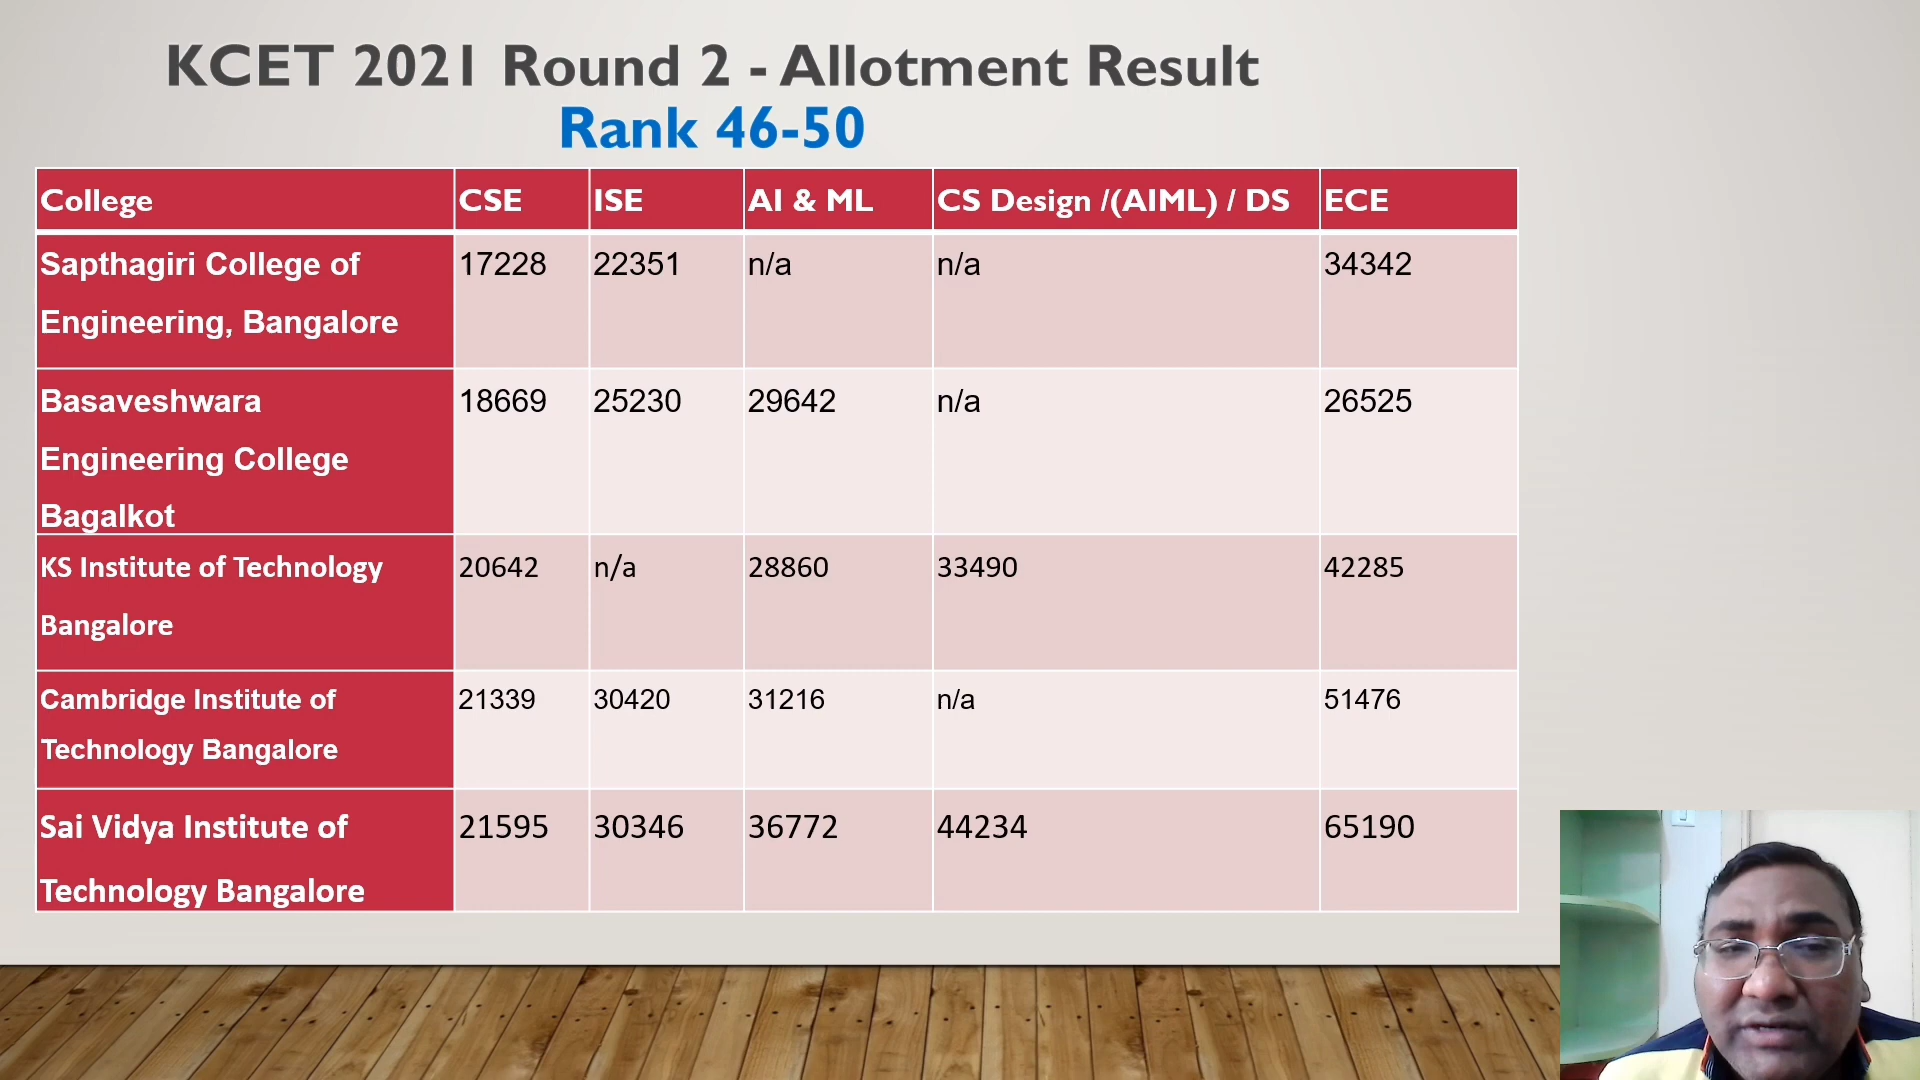 KCET 2021 Round 2 - Allotment Result
Rank 46-50
College CSE ISE AI & ML CS Design /(AIML) / DS ECE
Sapthagiri College of 17228 22351 n/a n/a 34342
Engineering, Bangalore
Basaveshwara 18669 25230 29642 n/a 26525
Engineering College
Bagalkot
KS Institute of Technology 20642 n/a 28860 33490 42285
Bangalore
Cambridge Institute of 21339 30420 31216 n/a 51476
Technology Bangalore
Sai Vidya Institute of 21595 30346 36772 44234 65190
Technology Bangalore